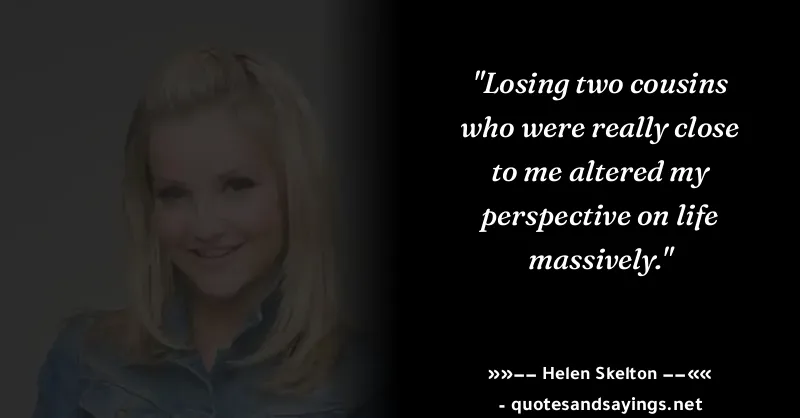 "Losing two cousins
who were really close
to me altered my
perspective on life
massively."
»»−− Helen Skelton −−««
- quotesandsayings.net